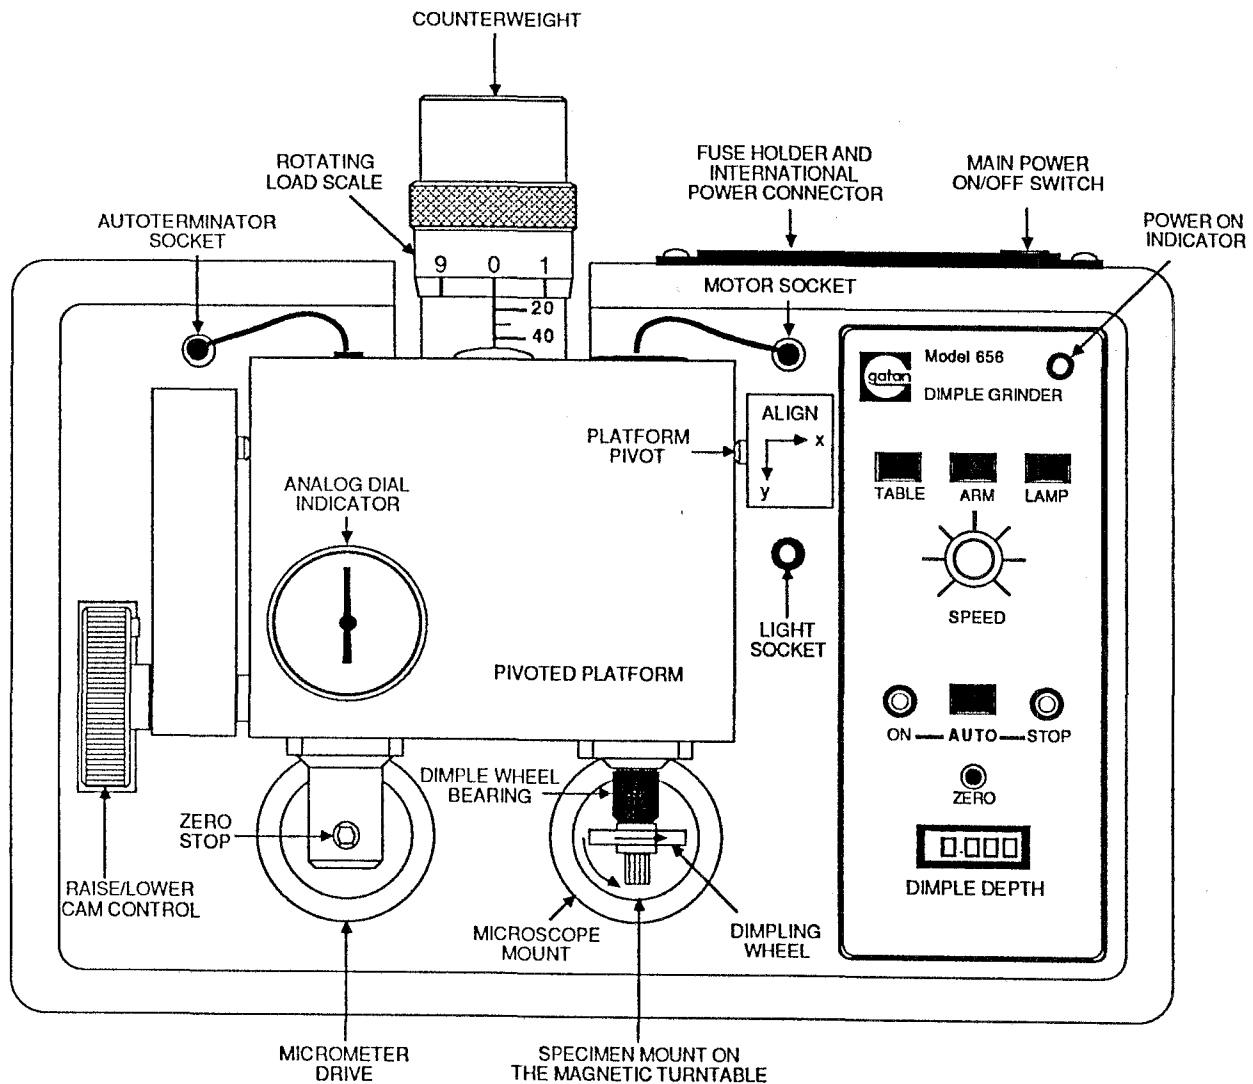 COUNTERWEIGHT
ROTATING
LOAD SCALE
FUSE HOLDER AND
INTERNATIONAL
POWER CONNECTOR
MAIN POWER
ON/OFF SWITCH
AUTOTERMINATOR
SOCKET
POWER ON
INDICATOR
9 0 1
20
40
MOTOR SOCKET
gatan
Model 656
DIMPLE GRINDER
ALIGN
x
y
PLATFORM
PIVOT
TABLE ARM LAMP
ANALOG DIAL
INDICATOR
SPEED
LIGHT
SOCKET
PIVOTED PLATFORM
ON AUTO STOP
DIMPLE WHEEL
BEARING
ZERO
ZERO
STOP
0.000
DIMPLE DEPTH
RAISE/LOWER
CAM CONTROL
MICROSCOPE
MOUNT
DIMPLING
WHEEL
MICROMETER
DRIVE
SPECIMEN MOUNT ON
THE MAGNETIC TURNTABLE